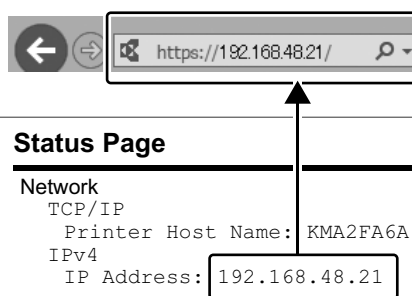 https://192.168.48.21/
Status Page
Network
TCP/IP
Printer Host Name: KMA2FA6A
IPv4
IP Address: 192.168.48.21